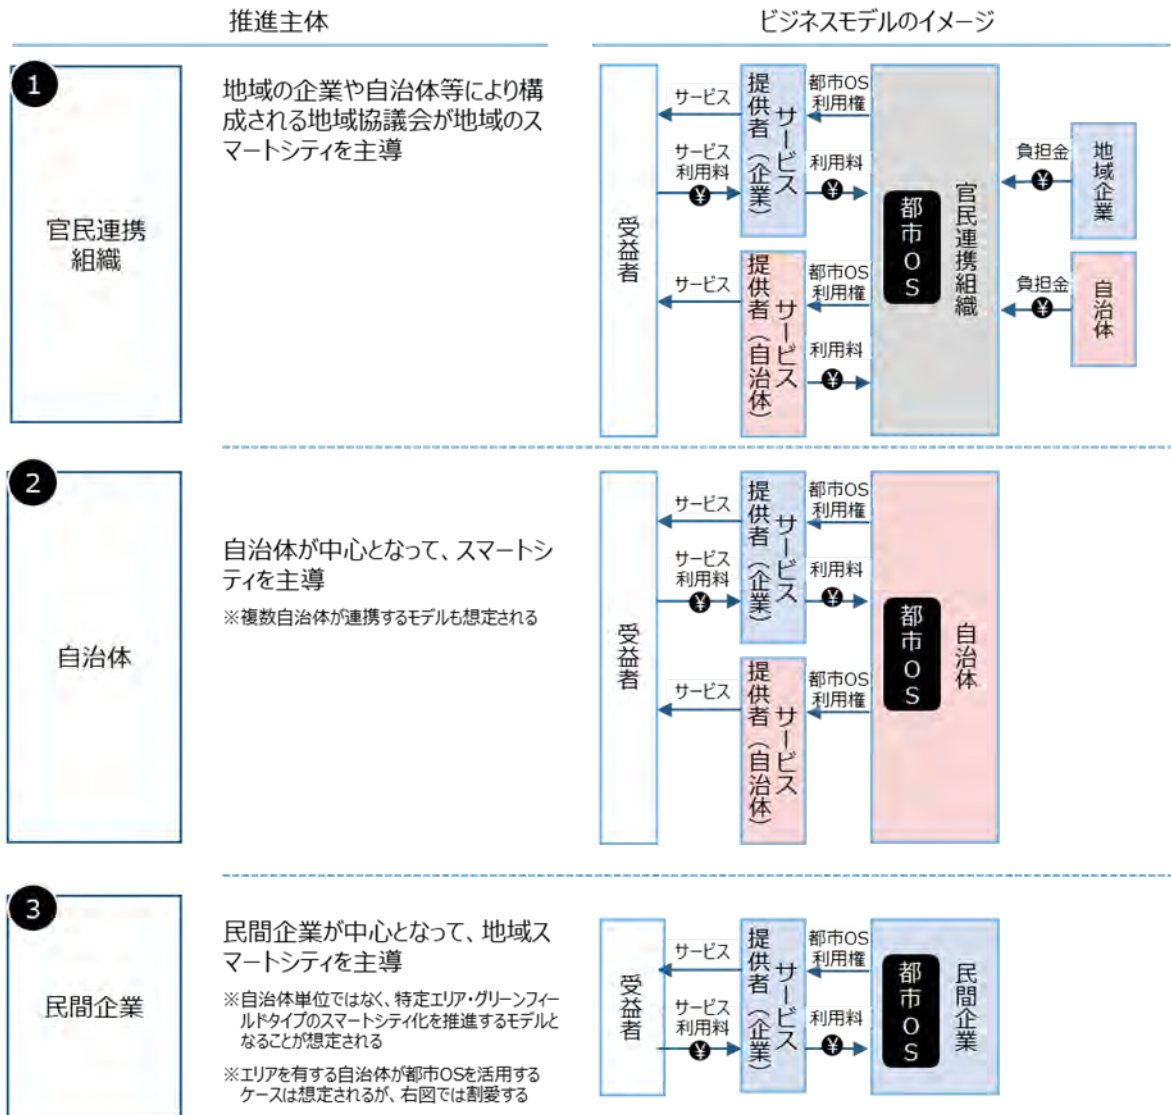 推進主体
ビジネスモデルのイメージ
1
官民連携
組織
地域の企業や自治体等により構
成される地域協議会が地域のス
マートシティを主導
受益者
サービス
サービス
利用料
¥
サービス
提供者（企業）
都市OS
利用権
利用料
¥
サービス
サービス
提供者（自治体）
都市OS
利用権
利用料
¥
都市OS
官民連携組織
負担金
¥
地域企業
負担金
¥
自治体
2
自治体
自治体が中心となって、スマートシ
ティを主導
※複数自治体が連携するモデルも想定される
受益者
サービス
サービス
利用料
¥
サービス
提供者（企業）
都市OS
利用権
利用料
¥
サービス
サービス
提供者（自治体）
都市OS
利用権
都市OS
自治体
3
民間企業
民間企業が中心となって、地域ス
マートシティを主導
※自治体単位ではなく、特定エリア・グリーンフィー
ルドタイプのスマートシティ化を推進するモデルと
なることが想定される
※エリアを有する自治体が都市OSを活用する
ケースは想定されるが、右図では割愛する
受益者
サービス
サービス
利用料
¥
サービス
提供者（企業）
都市OS
利用権
利用料
¥
都市OS
民間企業